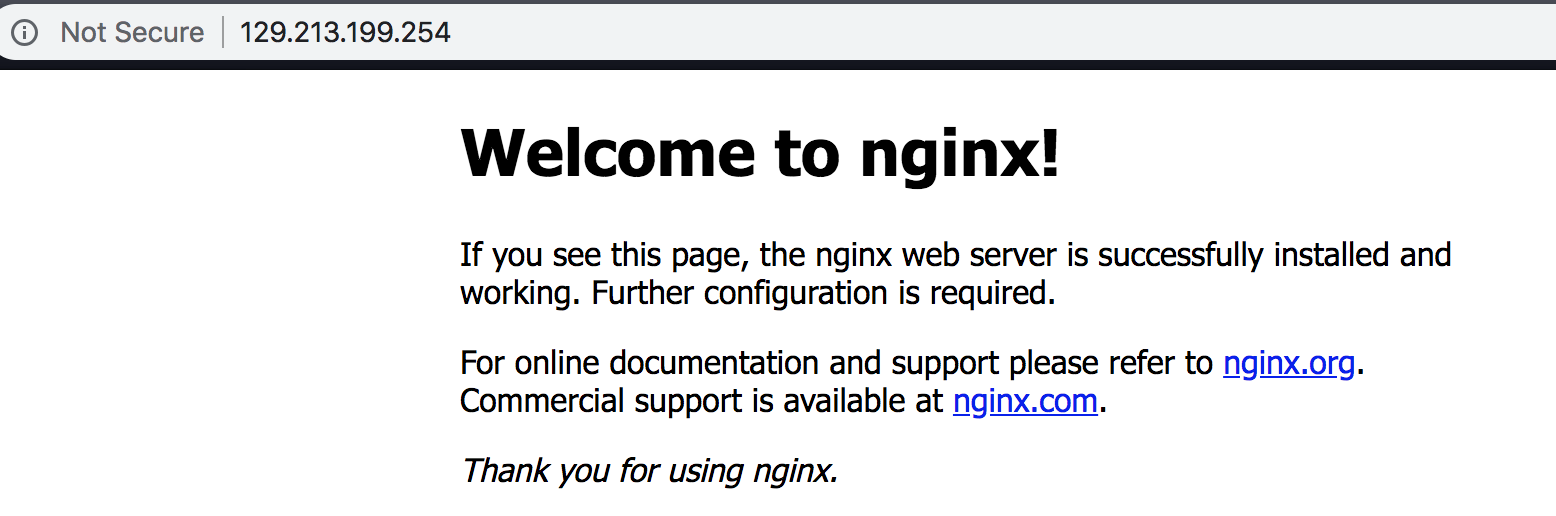 Not Secure 129.213.199.254
Welcome to nginx!
If you see this page, the nginx web server is successfully installed and
working. Further configuration is required.
For online documentation and support please refer to nginx.org.
Commercial support is available at nginx.com.
Thank you for using nginx.